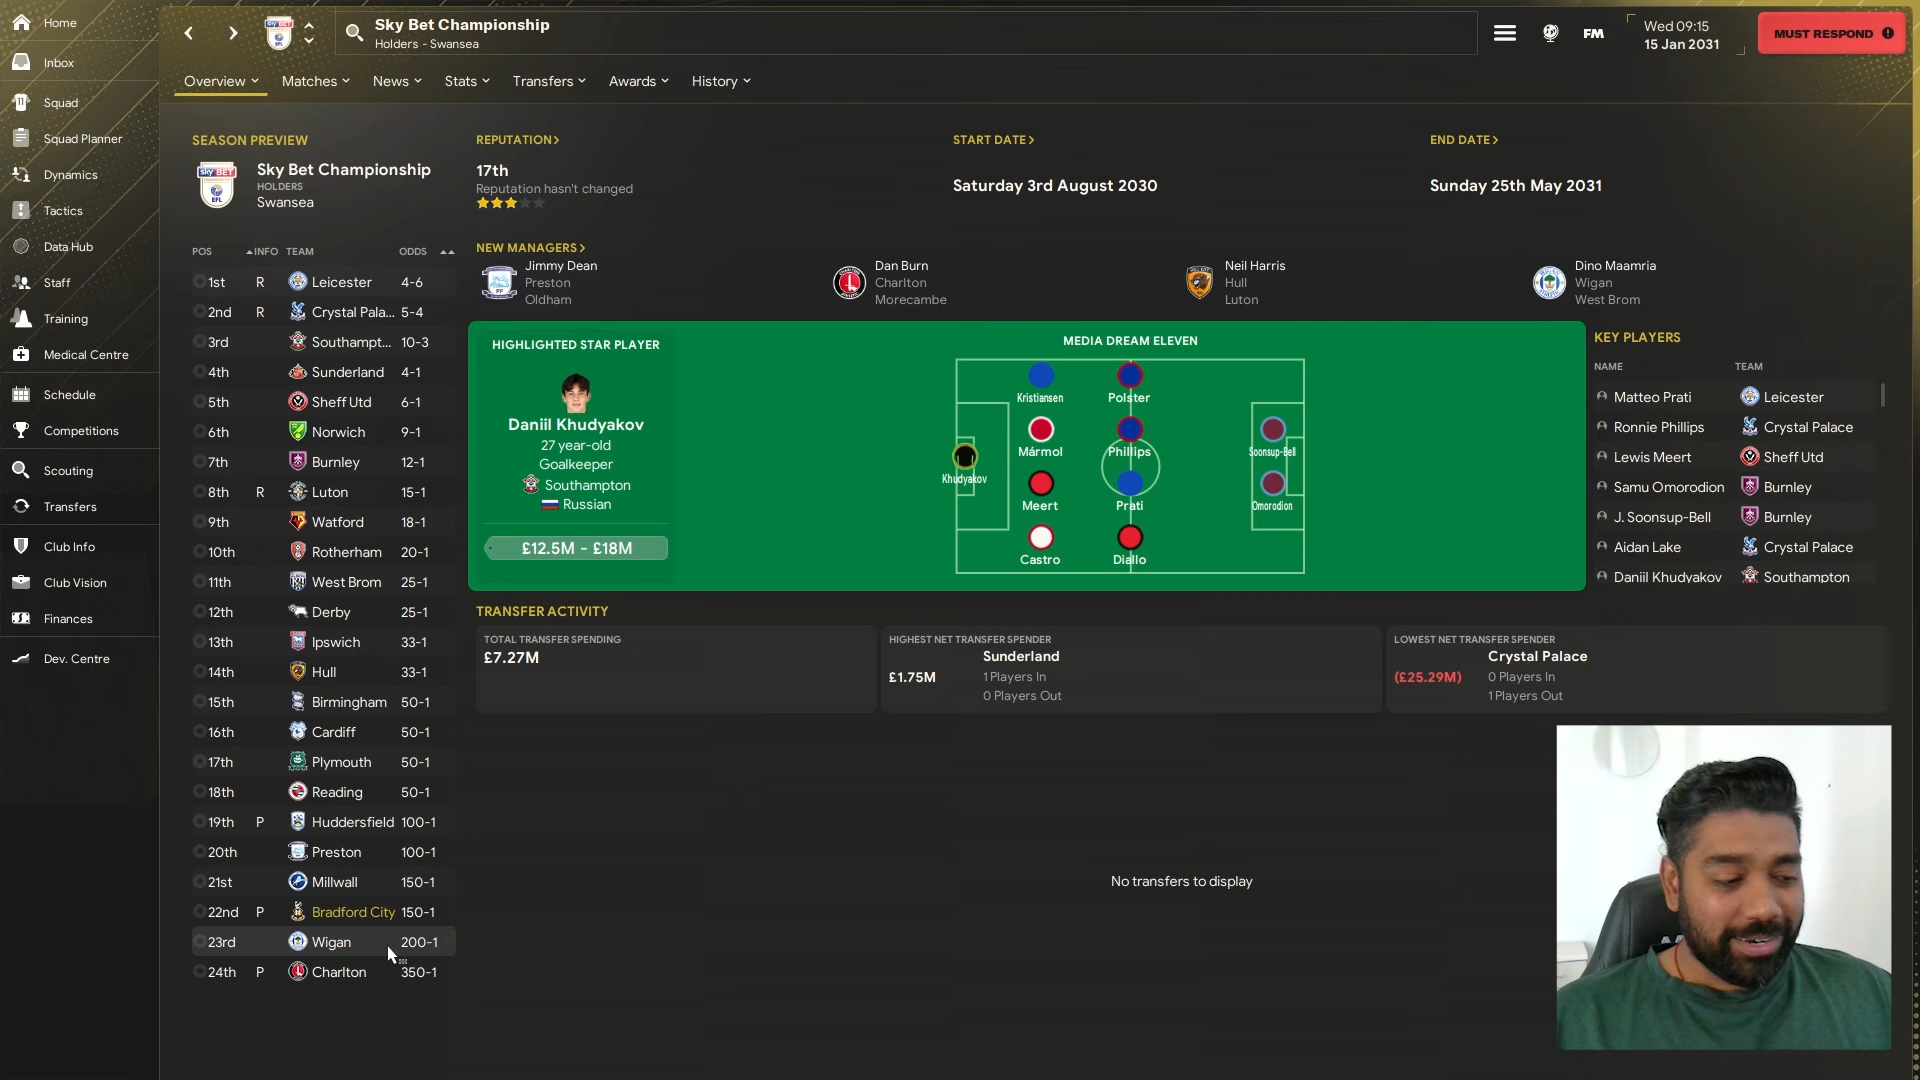 Home
Inbox
Squad
Squad Planner
Dynamics
Tactics
Data Hub
Staff
Training
Medical Centre
Schedule
Competitions
Scouting
Transfers
Club Info
Club Vision
Finances
Dev. Centre
Sky Bet Championship
Holders - Swansea
FM
Wed 09:15
15 Jan 2031
MUST RESPOND
Overview
Matches
News
Stats
Transfers
Awards
History
SEASON PREVIEW
Sky Bet Championship
HOLDERS
Swansea
REPUTATION
17th
Reputation hasn't changed
START DATE
Saturday 3rd August 2030
END DATE
Sunday 25th May 2031
POS INFO TEAM ODDS
1st R Leicester 4-6
2nd R Crystal Pala... 5-4
3rd Southampt... 10-3
4th Sunderland 4-1
5th Sheff Utd 6-1
6th Norwich 9-1
7th Burnley 12-1
8th R Luton 15-1
9th Watford 18-1
10th Rotherham 20-1
11th West Brom 25-1
12th Derby 25-1
13th Ipswich 33-1
14th Hull 33-1
15th Birmingham 50-1
16th Cardiff 50-1
17th Plymouth 50-1
18th Reading 50-1
19th P Huddersfield 100-1
20th Preston 100-1
21st Millwall 150-1
22nd P Bradford City 150-1
23rd Wigan 200-1
24th P Charlton 350-1
NEW MANAGERS
Jimmy Dean
Preston
Oldham
Dan Burn
Charlton
Morecambe
Neil Harris
Hull
Luton
Dino Maamria
Wigan
West Brom
HIGHLIGHTED STAR PLAYER
Daniil Khudyakov
27 year-old
Goalkeeper
Southampton
Russian
£12.5M - £18M
MEDIA DREAM ELEVEN
Kristiansen
Polster
Mármol
Phillips
Soonsup-Bell
Khudyakov
Meert
Prati
Omorodion
Castro
Diallo
KEY PLAYERS
NAME TEAM
Matteo Prati Leicester
Ronnie Phillips Crystal Palace
Lewis Meert Sheff Utd
Samu Omorodion Burnley
J. Soonsup-Bell Burnley
Aidan Lake Crystal Palace
Daniil Khudyakov Southampton
TRANSFER ACTIVITY
TOTAL TRANSFER SPENDING
£7.27M
HIGHEST NET TRANSFER SPENDER
Sunderland
£1.75M
1 Players In
0 Players Out
LOWEST NET TRANSFER SPENDER
Crystal Palace
(£25.29M)
0 Players In
1 Players Out
No transfers to display